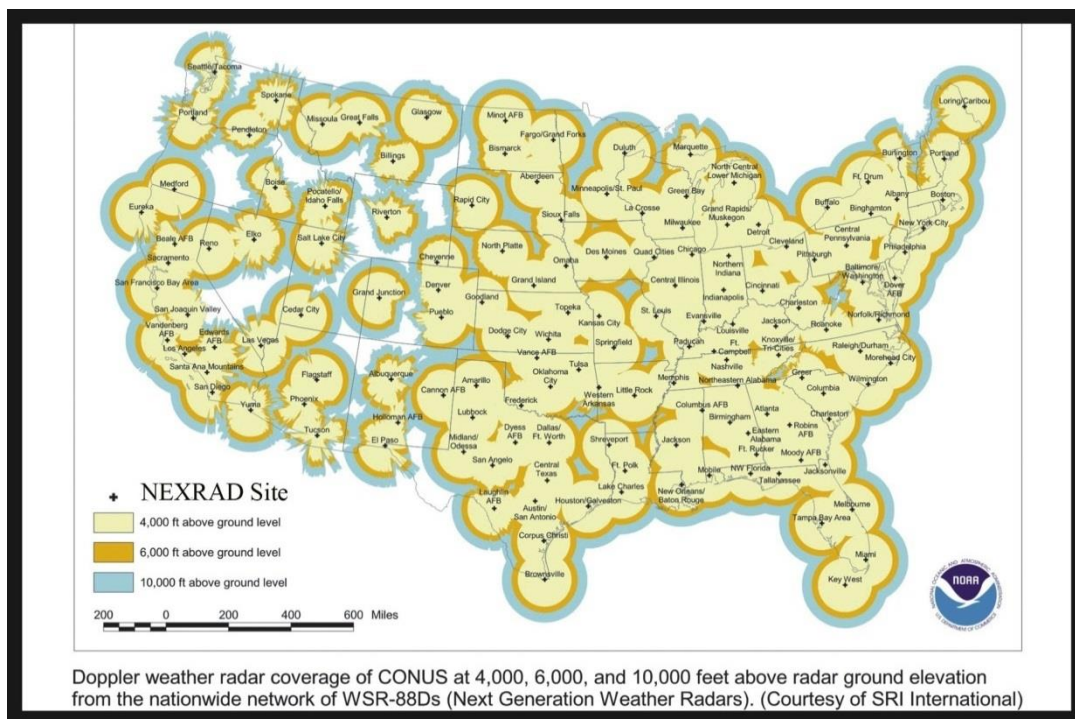 Seattle/Tacoma
Spokane
Portland
Pendleton
Missoula
Great Falls
Glasgow
Billings
Minot AFB
Bismarck
Fargo/Grand Forks
Duluth
Marquette
Loring/Caribou
Burlington
Portland
Medford
Eureka
Boise
Pocatello/
Idaho Falls
Riverton
Rapid City
Aberdeen
Minneapolis/St. Paul
La Crosse
Green Bay
North Central
Lower Michigan
Grand Rapids/
Muskegon
Milwaukee
Detroit
Ft. Drum
Buffalo
Albany
Boston
Binghamton
New York City
Beale AFB
Reno
Elko
Salt Lake City
Sacramento
San Francisco Bay Area
Cheyenne
Denver
North Platte
Sioux Falls
Omaha
Des Moines
Quad Cities
Chicago
Northern
Indiana
Cleveland
Pittsburgh
Central
Pennsylvania
Philadelphia
Baltimore/
Washington
Dover
AFB
Grand Junction
Grand Island
Goodland
Pueblo
Central Illinois
Indianapolis
Cincinnati
Charleston
San Joaquin Valley
Vandenberg
AFB
Edwards
AFB
Los Angeles
Las Vegas
Cedar City
Dodge City
Wichita
Topeka
Kansas City
St. Louis
Evansville
Louisville
Jackson
Roanoke
Norfolk/Richmond
Santa Ana Mountains
San Diego
Yuma
Flagstaff
Phoenix
Tucson
Albuquerque
Holloman AFB
El Paso
Cannon AFB
Amarillo
Lubbock
Vance AFB
Oklahoma
City
Frederick
Tulsa
Springfield
Western
Arkansas
Little Rock
Paducah
Ft.
Campbell
Nashville
Knoxville/
Tri-Cities
Memphis
Northeastern Alabama
Greer
Raleigh/Durham
Morehead City
Wilmington
Columbia
Charleston
Columbus AFB
Birmingham
Atlanta
Robins
AFB
Eastern
Alabama
Ft. Rucker
Moody AFB
Jacksonville
Midland/
Odessa
San Angelo
Dyess
AFB
Dallas/
Ft. Worth
Central
Texas
Shreveport
Ft. Polk
Lake Charles
Jackson
Mobile
NW Florida
Tallahassee
New Orleans/
Baton Rouge
Houston/Galveston
Austin/
San Antonio
Laughlin
AFB
Corpus Christi
Brownsville
Melbourne
Tampa Bay Area
Miami
Key West
NEXRAD Site
4,000 ft above ground level
6,000 ft above ground level
10,000 ft above ground level
200 0 200 400 600 Miles
NATIONAL OCEANIC AND ATMOSPHERIC ADMINISTRATION
NOAA
U.S. DEPARTMENT OF COMMERCE
Doppler weather radar coverage of CONUS at 4,000, 6,000, and 10,000 feet above radar ground elevation
from the nationwide network of WSR-88Ds (Next Generation Weather Radars). (Courtesy of SRI International)